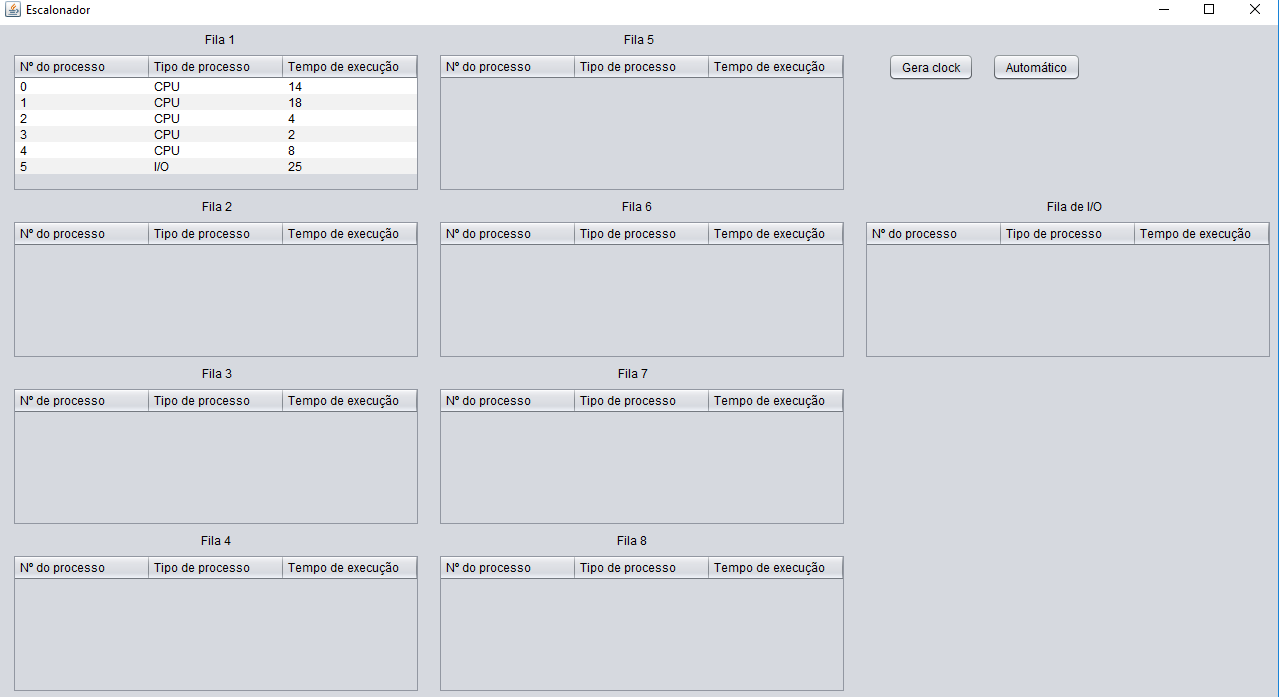 Escalonador
Fila 1
Nº do processo Tipo de processo Tempo de execução
0 CPU 14
1 CPU 18
2 CPU 4
3 CPU 2
4 CPU 8
5 I/O 25
Fila 5
Nº do processo Tipo de processo Tempo de execução
Gera clock
Automático
Fila 2
Nº do processo Tipo de processo Tempo de execução
Fila 6
Nº do processo Tipo de processo Tempo de execução
Fila de I/O
Nº do processo Tipo de processo Tempo de execução
Fila 3
Nº de processo Tipo de processo Tempo de execução
Fila 7
Nº do processo Tipo de processo Tempo de execução
Fila 4
Nº do processo Tipo de processo Tempo de execução
Fila 8
Nº do processo Tipo de processo Tempo de execução